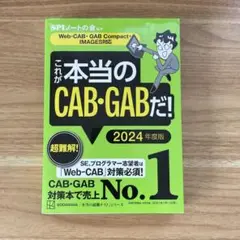 SPIノートの会 編著
Web-CAB・GAB Compact・
IMAGES対応
これが
本当の
CAB・GABだ!
2024年度版
超難解!
SE、プログラマー志望者は
「Web-CAB」対策必須!
CAB・GAB
対策本で売上
No.1